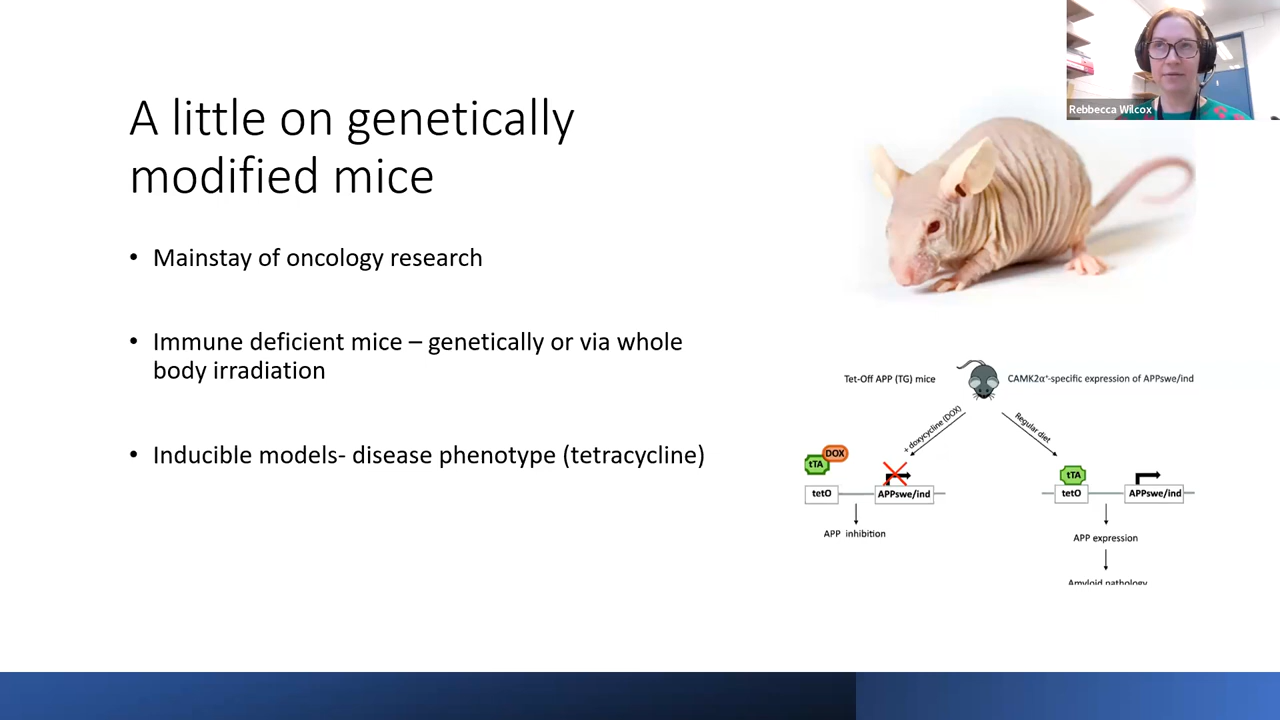 Rebbecca Wilcox
A little on genetically
modified mice
• Mainstay of oncology research
• Immune deficient mice – genetically or via whole
body irradiation
• Inducible models- disease phenotype (tetracycline)
Tet-Off APP (TG) mice
CAMK2α⁺-specific expression of APPswe/ind
+ doxycycline (DOX)
Regular diet
DOX
tTA
tetO
APPswe/ind
APP inhibition
tTA
tetO
APPswe/ind
APP expression
Amyloid pathology